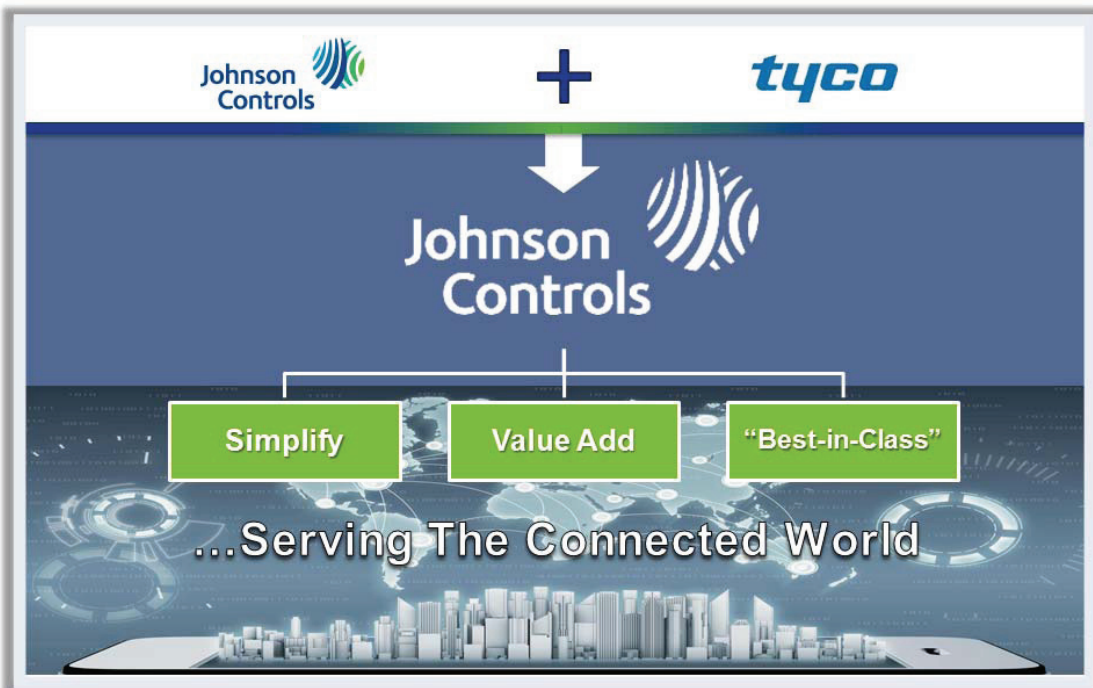 Johnson
Controls
+
tyco
Johnson
Controls
Simplify
Value Add
“Best-in-Class”
...Serving The Connected World